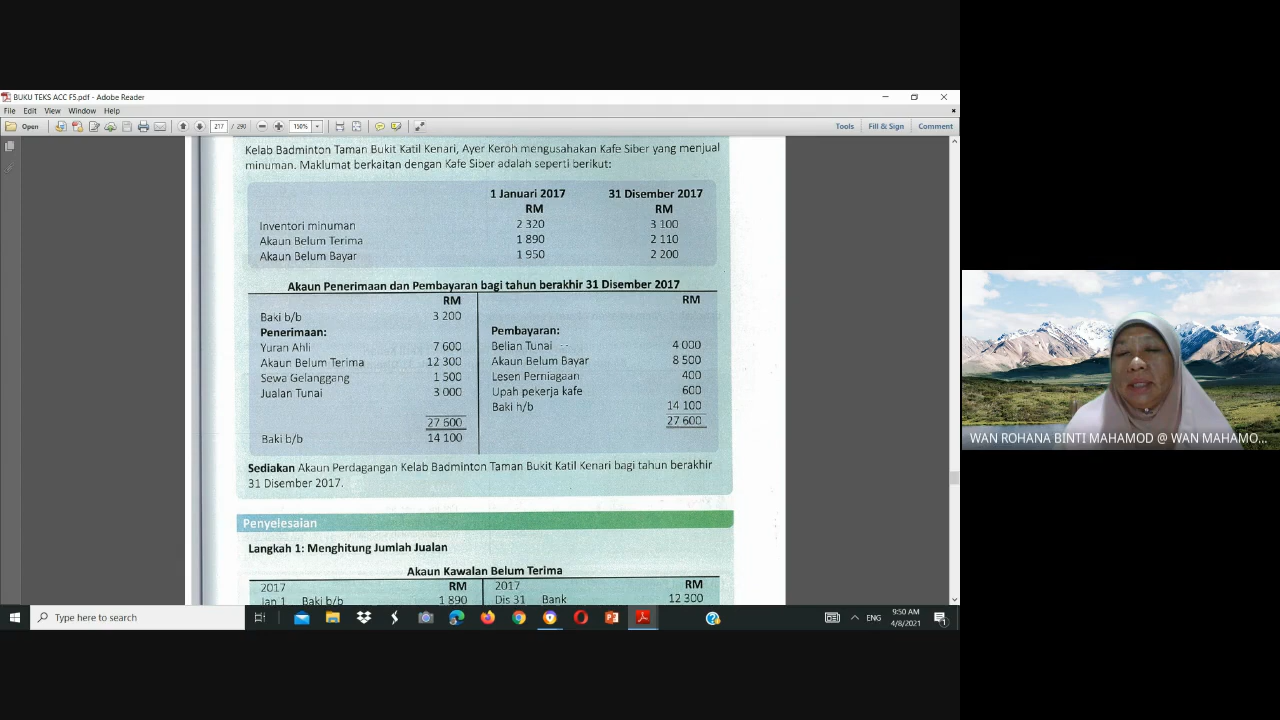 BUKU TEKS ACC F5.pdf - Adobe Reader
File Edit View Window Help
Open 217 / 290 150% Tools Fill & Sign Comment
Kelab Badminton Taman Bukit Katil Kenari, Ayer Keroh mengusahakan Kafe Siber yang menjual
minuman. Maklumat berkaitan dengan Kafe Siber adalah seperti berikut:
1 Januari 2017 31 Disember 2017
RM RM
Inventori minuman 2 320 3 100
Akaun Belum Terima 1 890 2 110
Akaun Belum Bayar 1 950 2 200
Akaun Penerimaan dan Pembayaran bagi tahun berakhir 31 Disember 2017
RM RM
Baki b/b 3 200
Penerimaan: Pembayaran:
Yuran Ahli 7 600 Belian Tunai 4 000
Akaun Belum Terima 12 300 Akaun Belum Bayar 8 500
Sewa Gelanggang 1 500 Lesen Perniagaan 400
Jualan Tunai 3 000 Upah pekerja kafe 600
Baki h/b 14 100
27 600 27 600
Baki b/b 14 100
Sediakan Akaun Perdagangan Kelab Badminton Taman Bukit Katil Kenari bagi tahun berakhir
31 Disember 2017.
Penyelesaian
Langkah 1: Menghitung Jumlah Jualan
Akaun Kawalan Belum Terima
2017 RM 2017 RM
Jan 1 Baki b/b 1 890 Dis 31 Bank 12 300
WAN ROHANA BINTI MAHAMOD @ WAN MAHAMO...
Type here to search
ENG
9:50 AM
4/8/2021